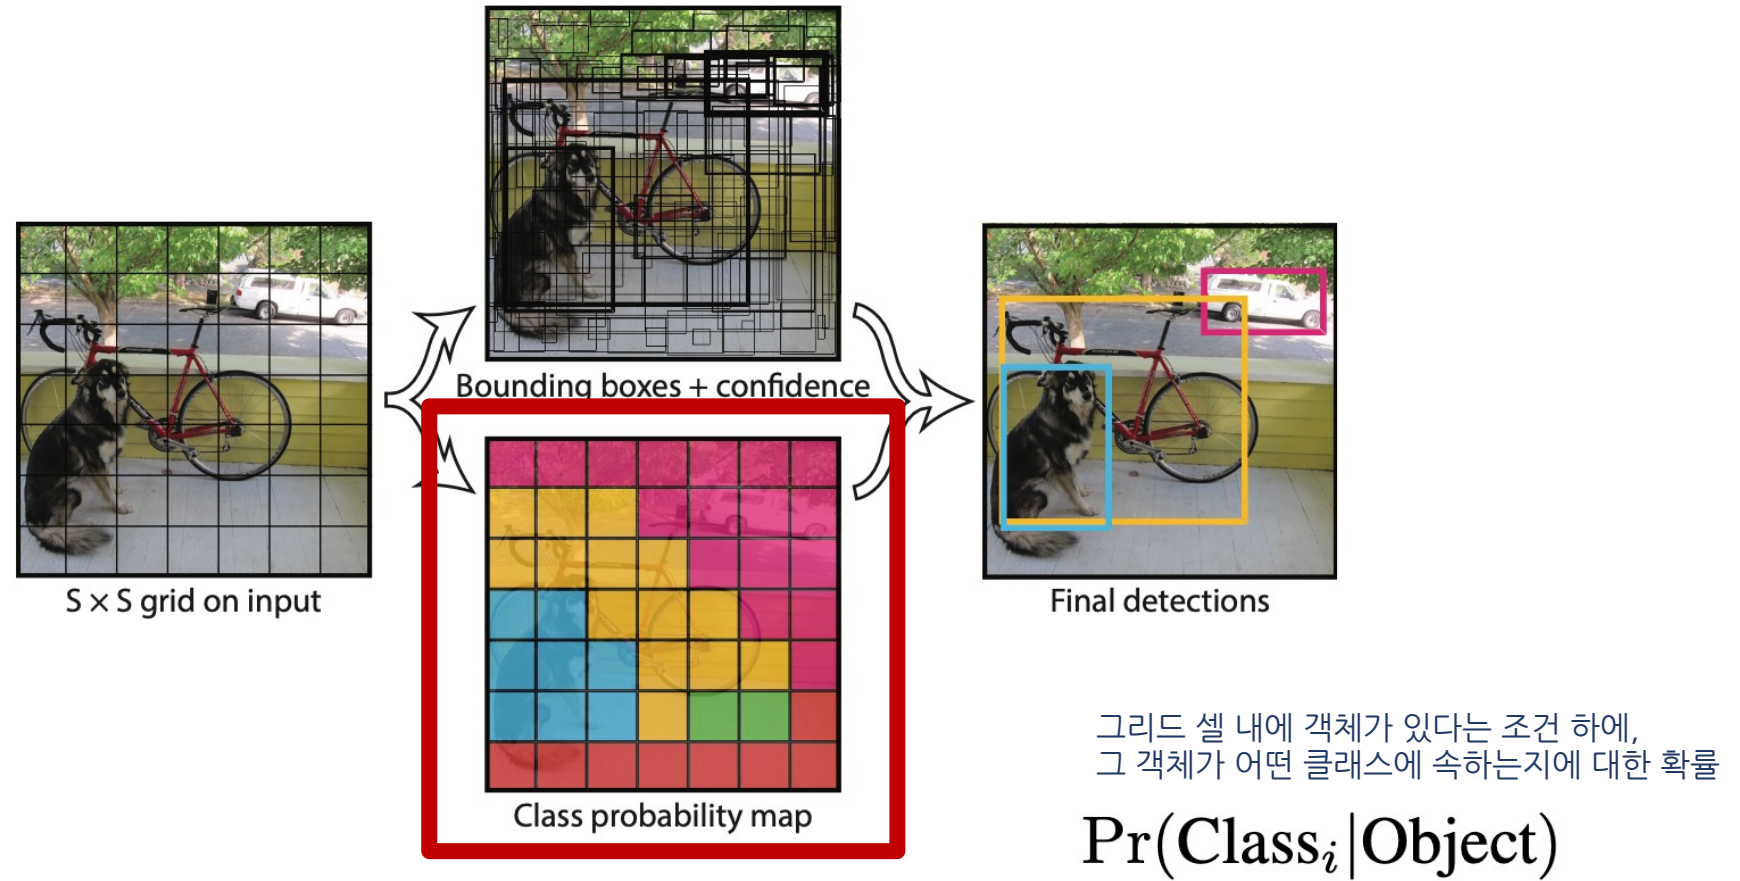 Bounding boxes + confidence
S × S grid on input
Class probability map
Final detections
그리드 셀 내에 객체가 있다는 조건 하에,
그 객체가 어떤 클래스에 속하는지에 대한 확률
Pr(Classᵢ|Object)